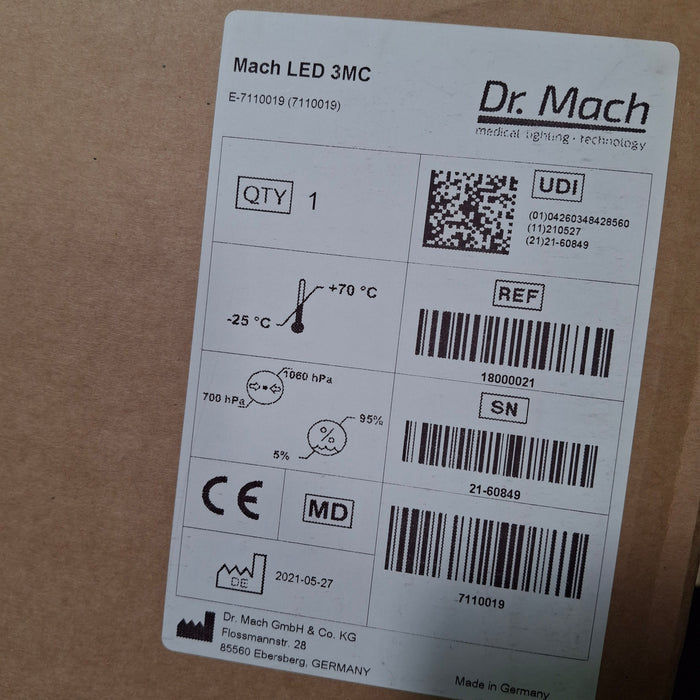 Mach LED 3MC
E-7110019 (7110019)
Dr. Mach
medical lighting · technology
QTY 1
UDI
(01)04260348428560
(11)210527
(21)21-60849
+70 °C
-25 °C
REF
18000021
1060 hPa
700 hPa
95%
%
5%
SN
21-60849
CE
MD
7110019
DE
2021-05-27
Dr. Mach GmbH & Co. KG
Flossmannstr. 28
85560 Ebersberg, GERMANY
Made in Germany